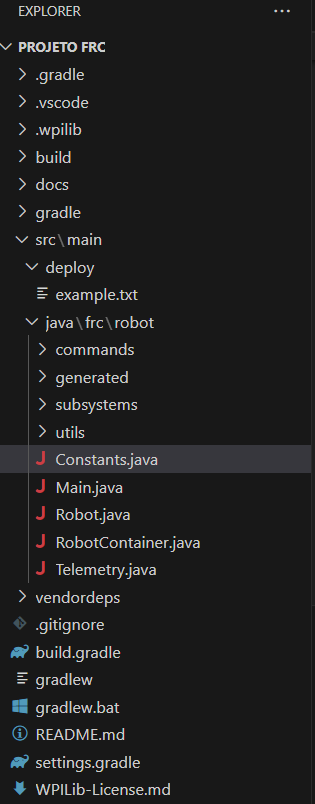 EXPLORER ...
PROJETO FRC
.gradle
.vscode
.wpilib
build
docs
gradle
src\main
deploy
example.txt
java\frc\robot
commands
generated
subsystems
utils
Constants.java
Main.java
Robot.java
RobotContainer.java
Telemetry.java
vendordeps
.gitignore
build.gradle
gradlew
gradlew.bat
README.md
settings.gradle
WPILib-License.md